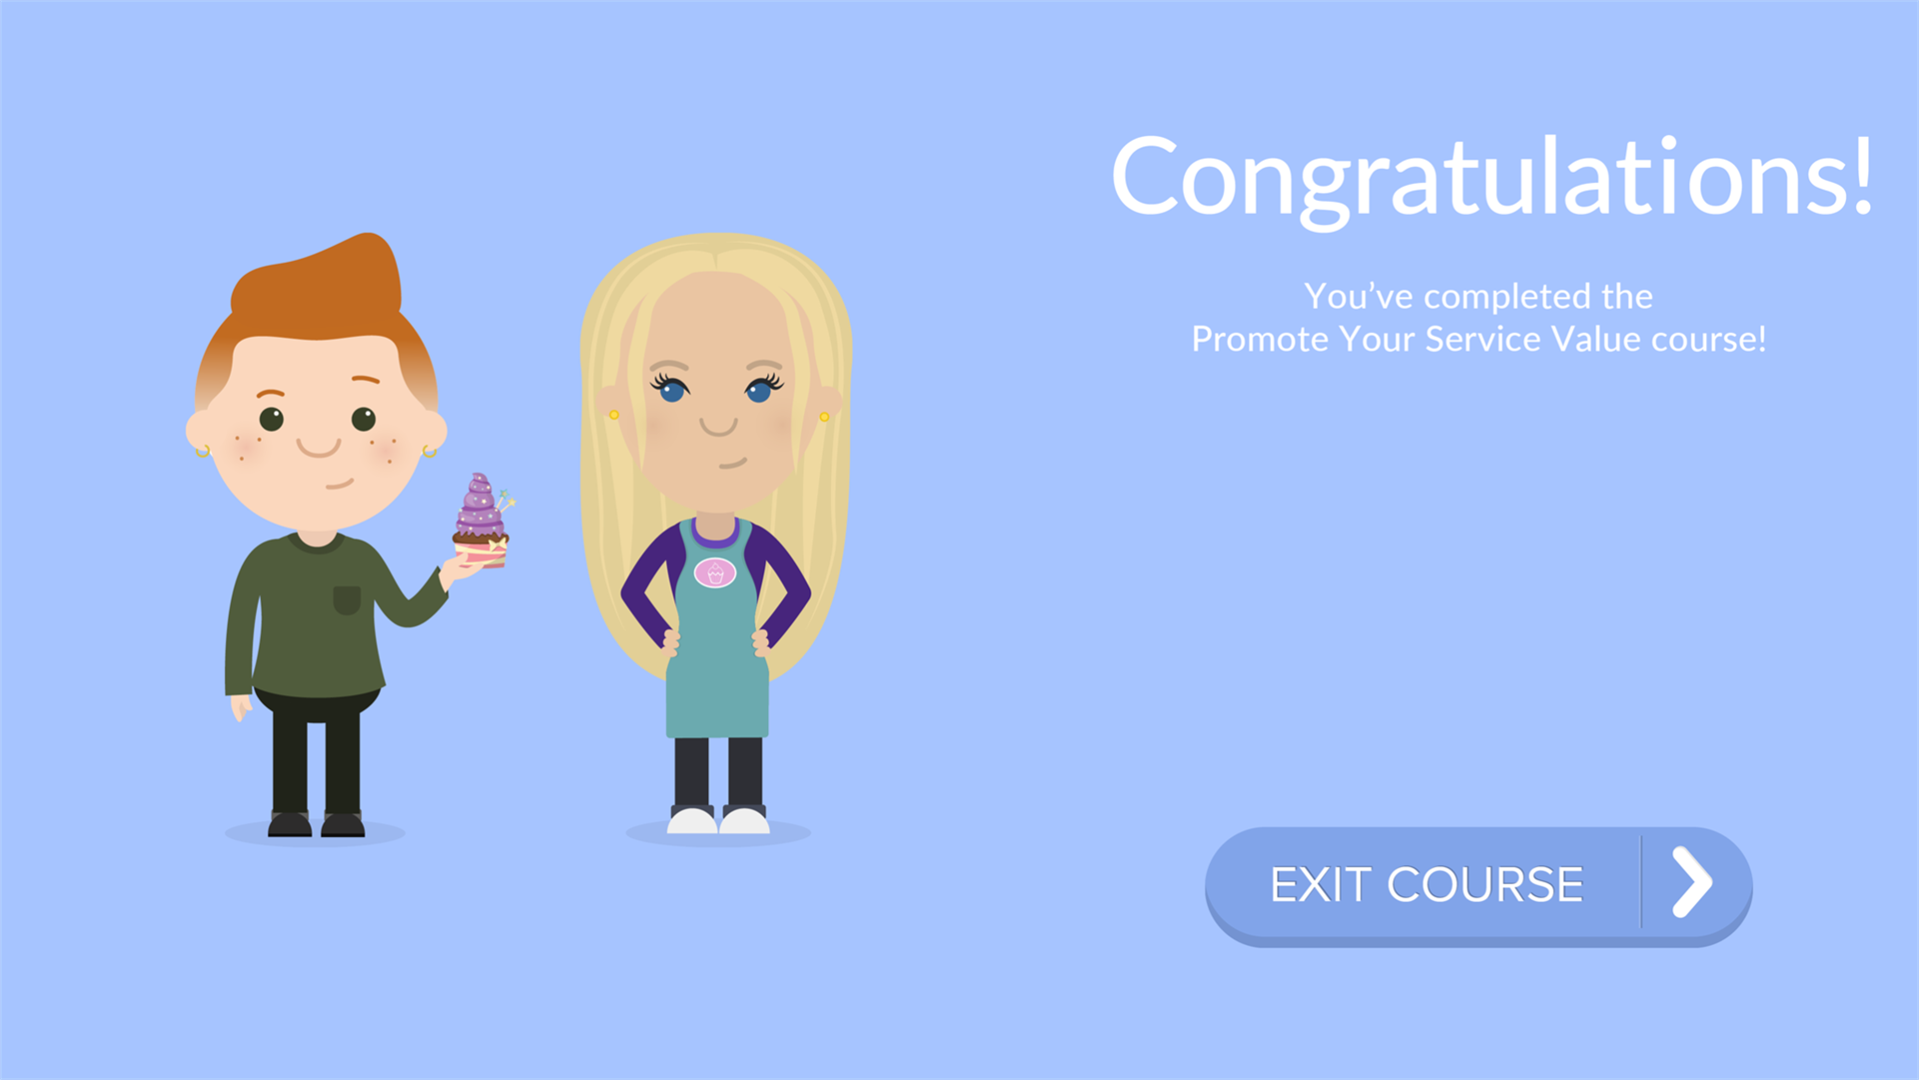 Congratulations!
You’ve completed the
Promote Your Service Value course!
EXIT COURSE